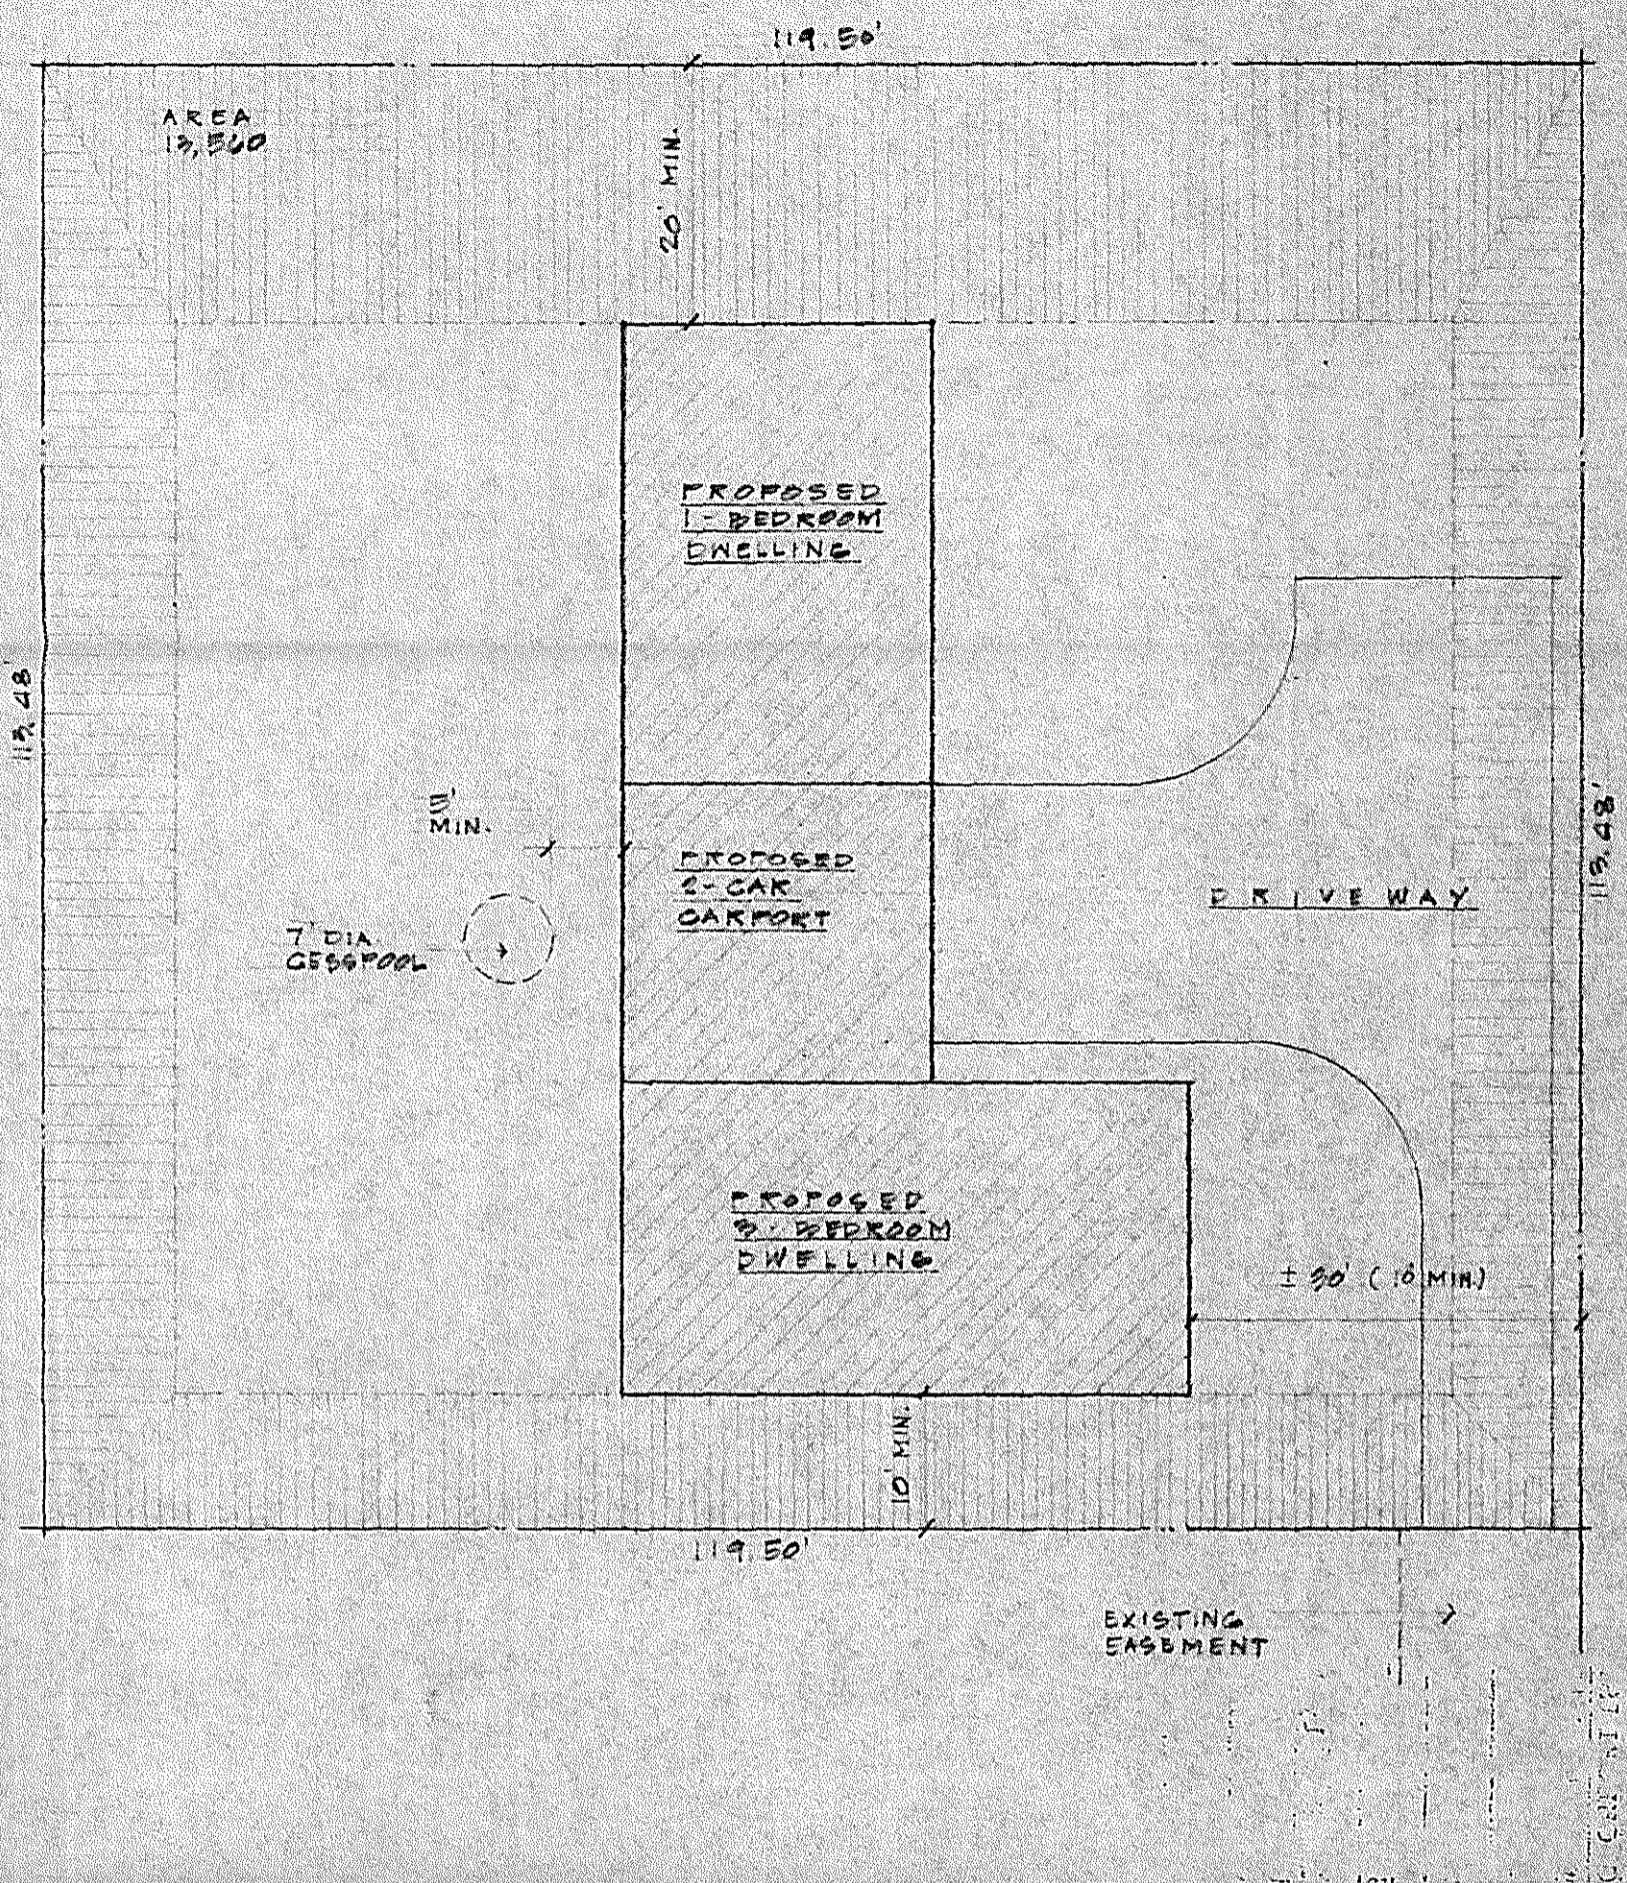 119.50'
AREA
13,560
20' MIN.
PROPOSED
1-BEDROOM
DWELLING
113.48'
5'
MIN.
PROPOSED
2-CAR
CARPORT
DRIVEWAY
113.48'
7' DIA.
CESSPOOL
PROPOSED
3-BEDROOM
DWELLING
± 30' (10' MIN.)
10' MIN.
119.50'
EXISTING
EASEMENT